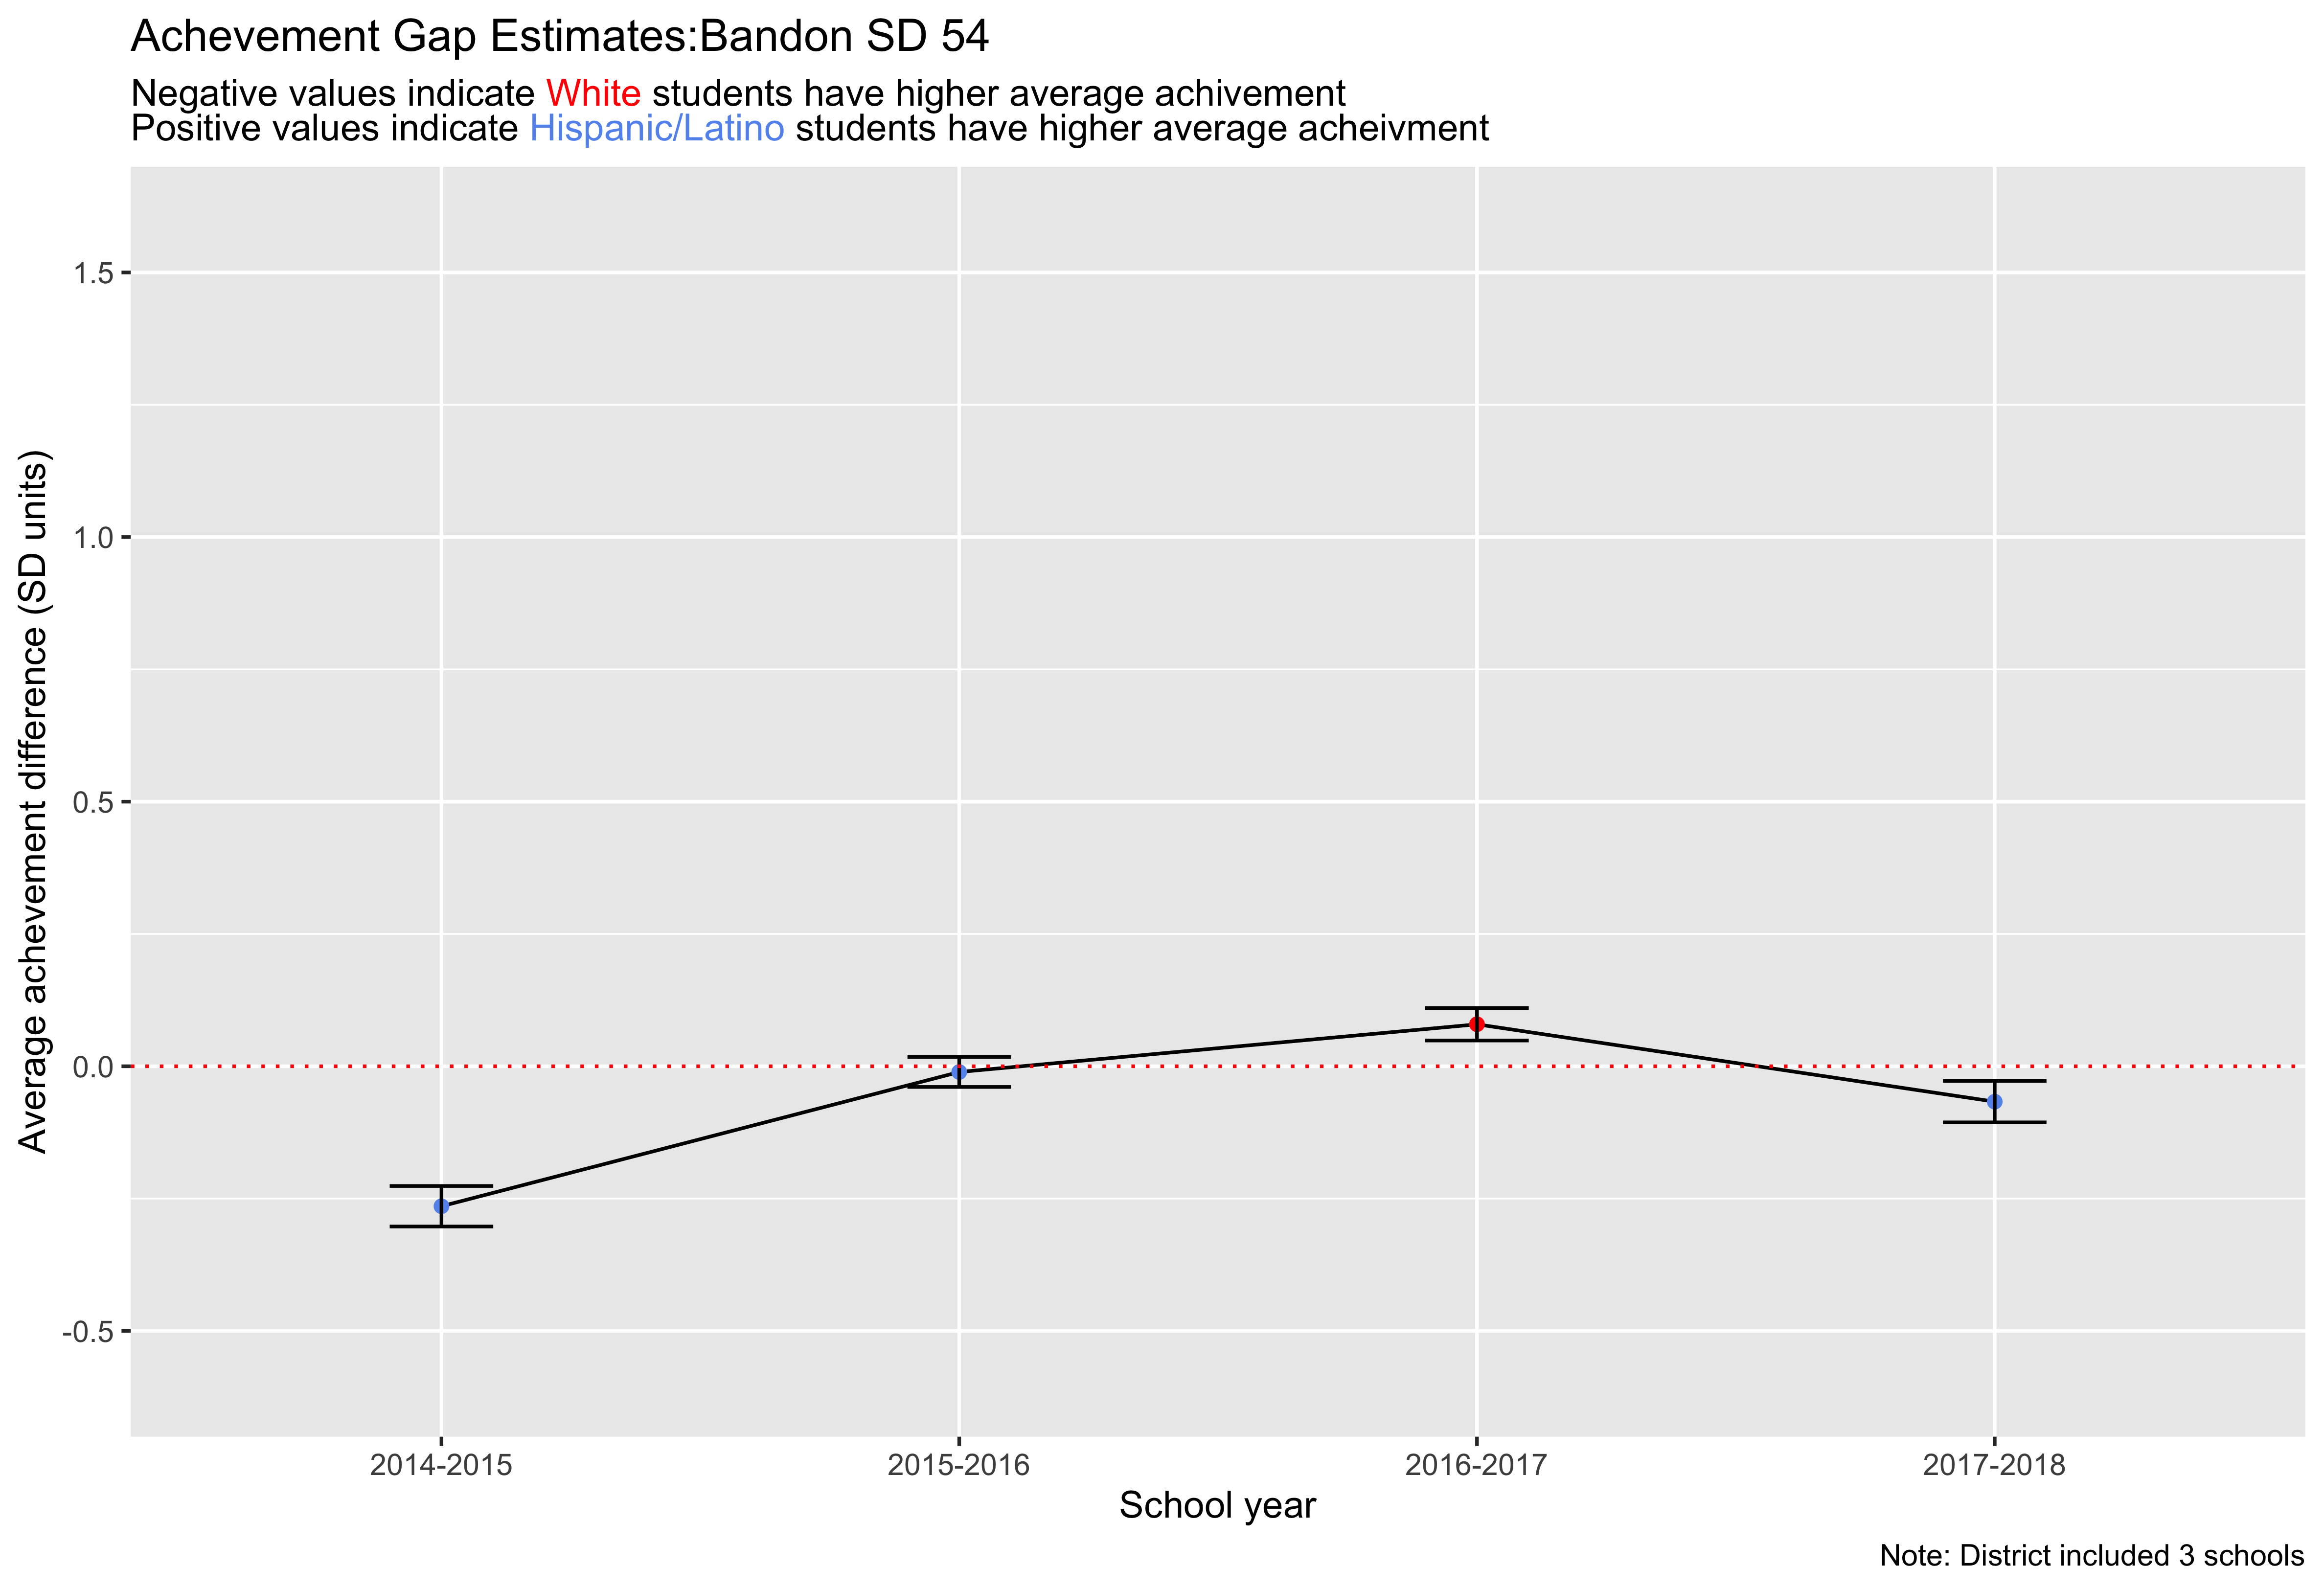 Achevement Gap Estimates:Bandon SD 54
Negative values indicate White students have higher average achivement
Positive values indicate Hispanic/Latino students have higher average acheivment
Average achevement difference (SD units)
1.5
1.0
0.5
0.0
-0.5
2014-2015
2015-2016
2016-2017
2017-2018
School year
Note: District included 3 schools